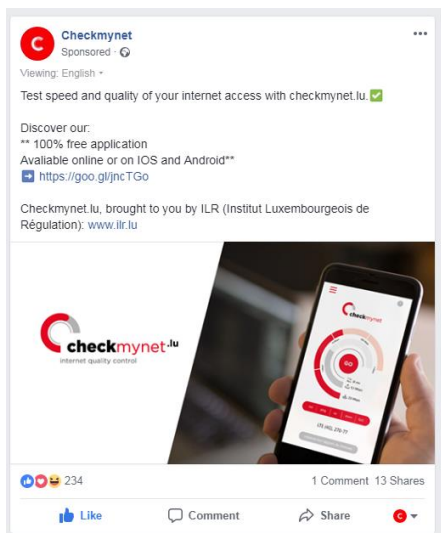 Checkmynet
Sponsored ·
Viewing: English
Test speed and quality of your internet access with checkmynet.lu.
Discover our:
** 100% free application
Avaliable online or on IOS and Android**
https://goo.gl/jncTGo
Checkmynet.lu, brought to you by ILR (Institut Luxembourgeois de
Régulation): www.ilr.lu
checkmynet.lu
internet quality control
checkmynet
GO
234
1 Comment 13 Shares
Like Comment Share